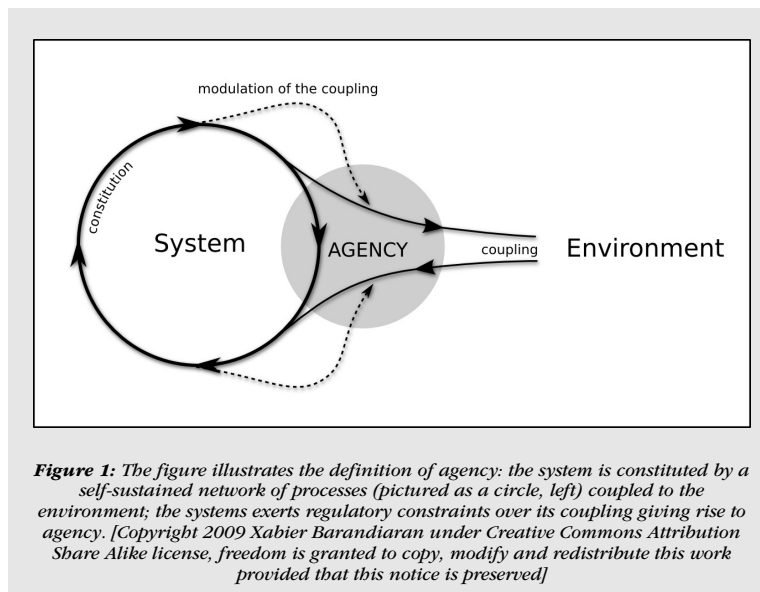 modulation of the coupling
constitution
System
AGENCY
coupling
Environment
Figure 1: The figure illustrates the definition of agency: the system is constituted by a
self-sustained network of processes (pictured as a circle, left) coupled to the
environment; the systems exerts regulatory constraints over its coupling giving rise to
agency. [Copyright 2009 Xabier Barandiaran under Creative Commons Attribution
Share Alike license, freedom is granted to copy, modify and redistribute this work
provided that this notice is preserved]